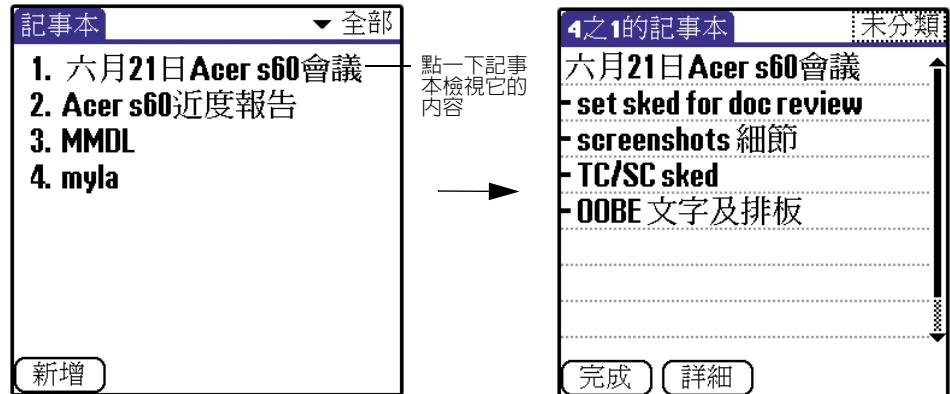 記事本 全部
1. 六月21日Acer s60會議
2. Acer s60近度報告
3. MMDL
4. myla
新增
點一下記事
本檢視它的
內容
4之1的記事本 未分類
六月21日Acer s60會議
- set sked for doc review
- screenshots 細節
- TC/SC sked
- OOBE 文字及排板
完成 詳細